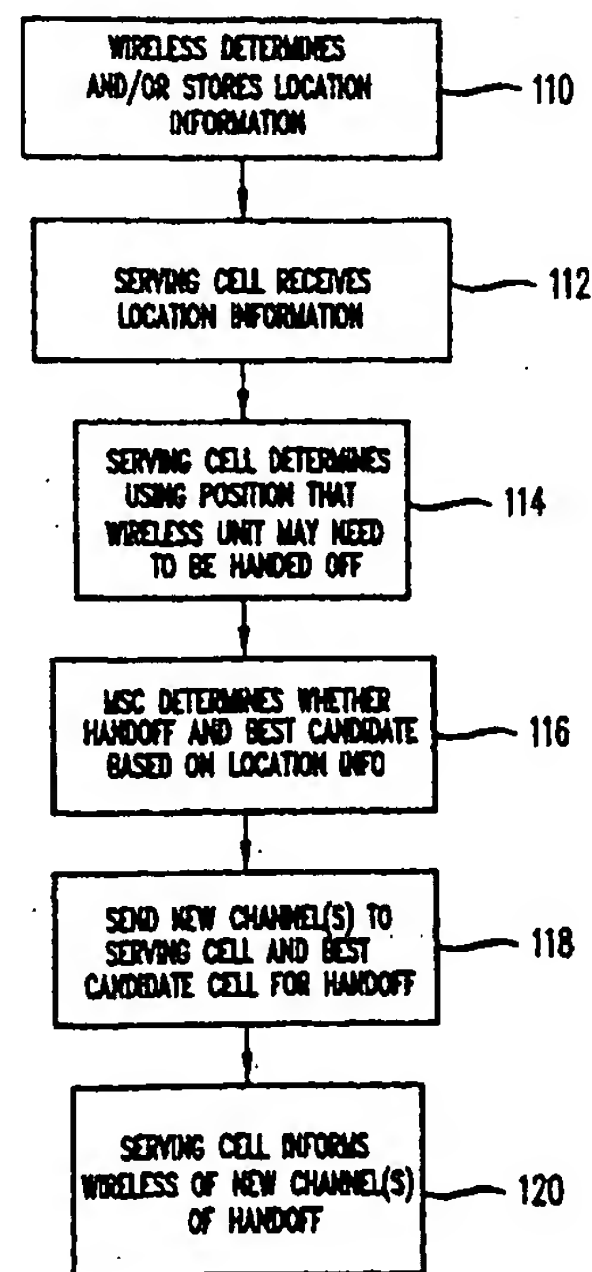 WIRELESS DETERMINES
AND/OR STORES LOCATION
INFORMATION
110
SERVING CELL RECEIVES
LOCATION INFORMATION
112
SERVING CELL DETERMINES
USING POSITION THAT
WIRELESS UNIT MAY NEED
TO BE HANDED OFF
114
MSC DETERMINES WHETHER
HANDOFF AND BEST CANDIDATE
BASED ON LOCATION INFO
116
SEND NEW CHANNEL(S) TO
SERVING CELL AND BEST
CANDIDATE CELL FOR HANDOFF
118
SERVING CELL INFORMS
WIRELESS OF NEW CHANNEL(S)
OF HANDOFF
120